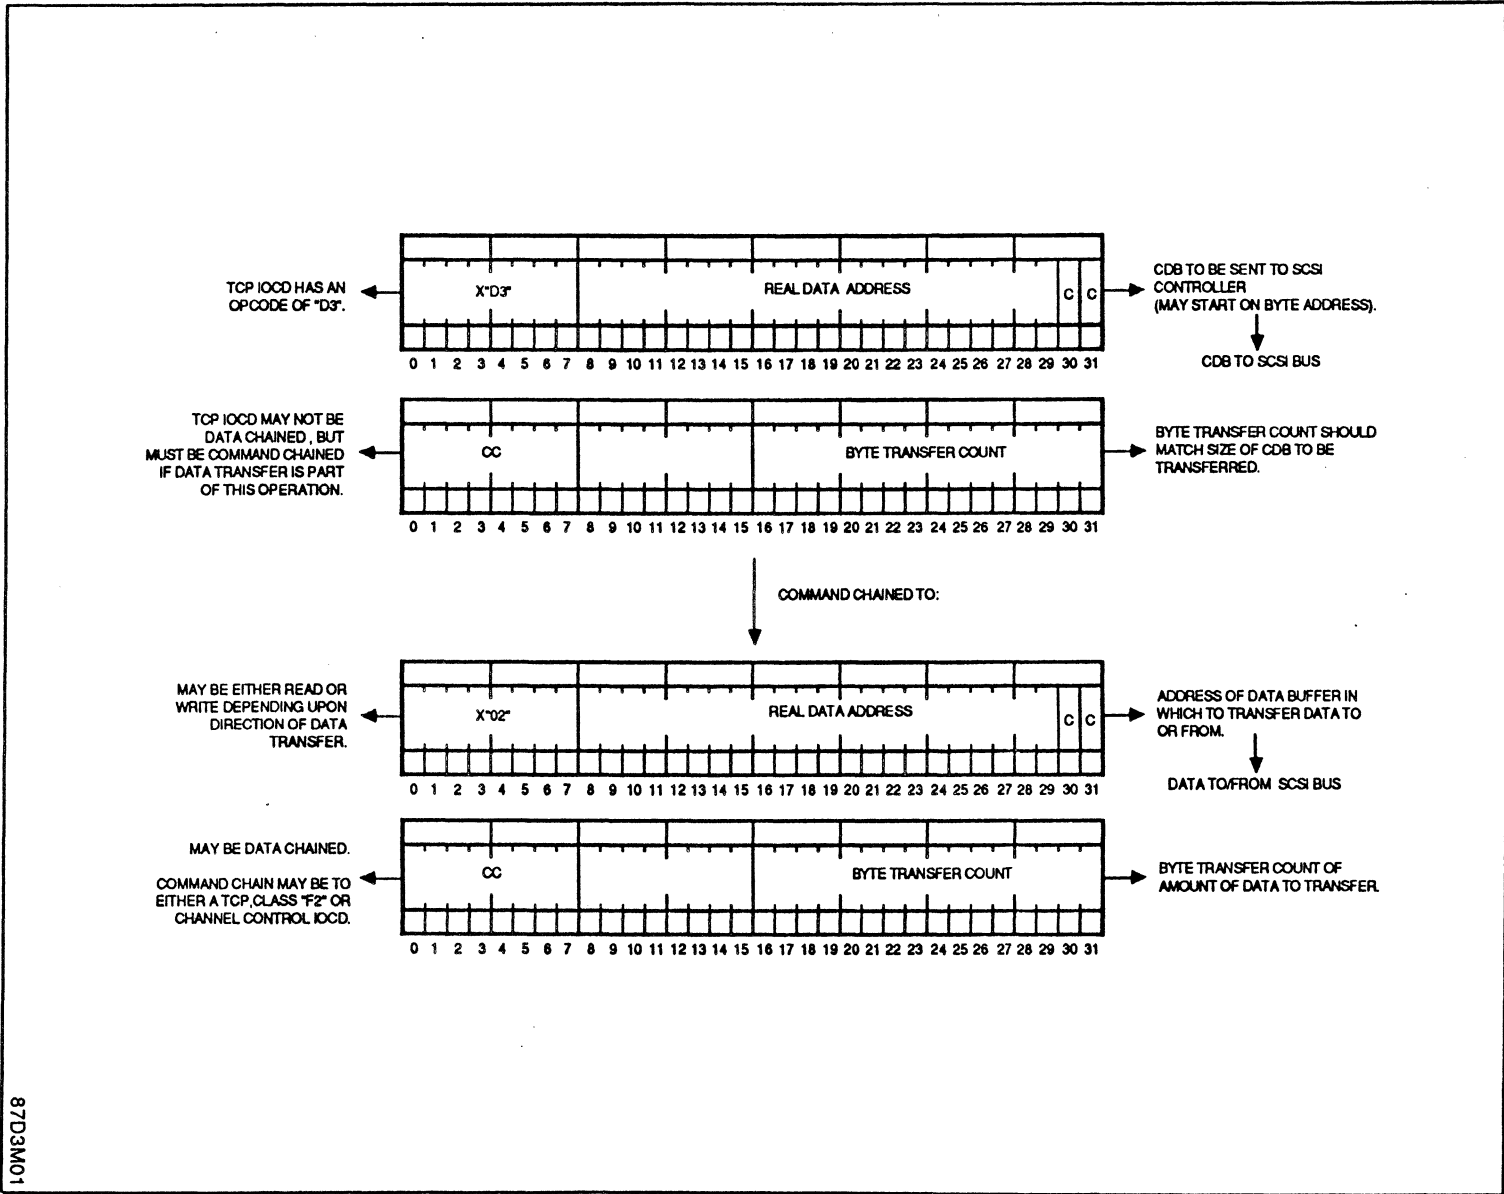 TCP IOCD HAS AN
OPCODE OF "D3".
X"D3"
REAL DATA ADDRESS
C C
CDB TO BE SENT TO SCSI
CONTROLLER
(MAY START ON BYTE ADDRESS).
CDB TO SCSI BUS
0 1 2 3 4 5 6 7 8 9 10 11 12 13 14 15 16 17 18 19 20 21 22 23 24 25 26 27 28 29 30 31
TCP IOCD MAY NOT BE
DATA CHAINED , BUT
MUST BE COMMAND CHAINED
IF DATA TRANSFER IS PART
OF THIS OPERATION.
CC
BYTE TRANSFER COUNT
BYTE TRANSFER COUNT SHOULD
MATCH SIZE OF CDB TO BE
TRANSFERRED.
0 1 2 3 4 5 6 7 8 9 10 11 12 13 14 15 16 17 18 19 20 21 22 23 24 25 26 27 28 29 30 31
COMMAND CHAINED TO:
MAY BE EITHER READ OR
WRITE DEPENDING UPON
DIRECTION OF DATA
TRANSFER.
X"02"
REAL DATA ADDRESS
C C
ADDRESS OF DATA BUFFER IN
WHICH TO TRANSFER DATA TO
OR FROM.
DATA TO/FROM SCSI BUS
0 1 2 3 4 5 6 7 8 9 10 11 12 13 14 15 16 17 18 19 20 21 22 23 24 25 26 27 28 29 30 31
MAY BE DATA CHAINED.
COMMAND CHAIN MAY BE TO
EITHER A TCP,CLASS "F2" OR
CHANNEL CONTROL IOCD.
CC
BYTE TRANSFER COUNT
BYTE TRANSFER COUNT OF
AMOUNT OF DATA TO TRANSFER.
0 1 2 3 4 5 6 7 8 9 10 11 12 13 14 15 16 17 18 19 20 21 22 23 24 25 26 27 28 29 30 31
87D3M01